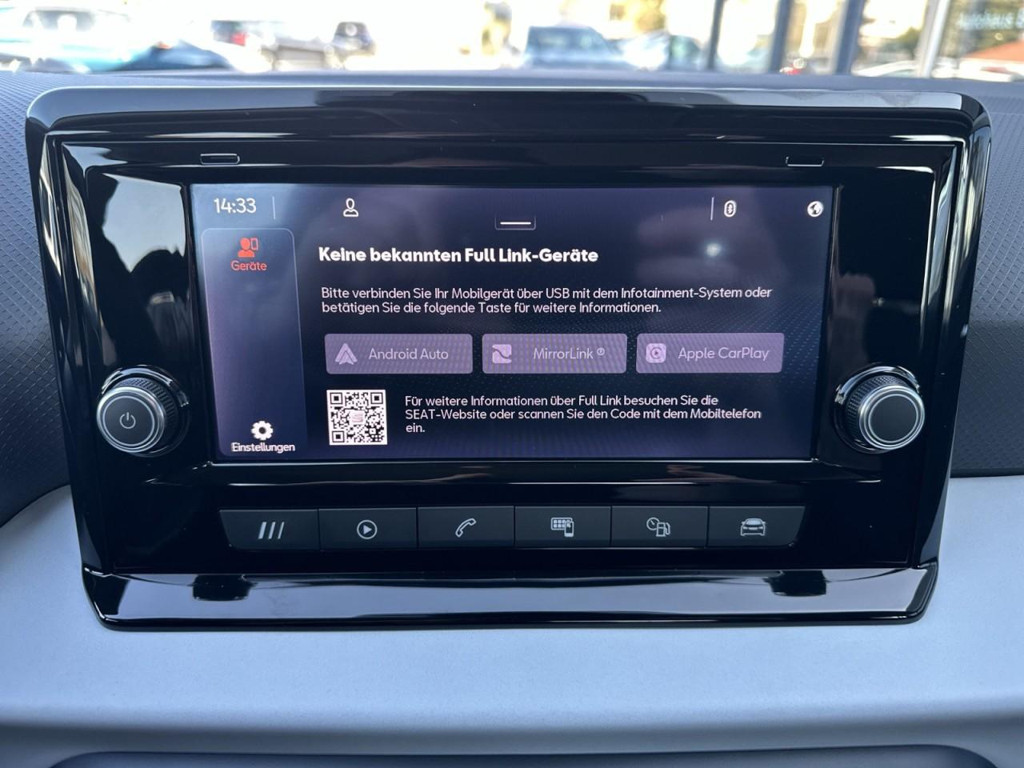 14:33
Geräte
Keine bekannten Full Link-Geräte
Bitte verbinden Sie Ihr Mobilgerät über USB mit dem Infotainment-System oder
betätigen Sie die folgende Taste für weitere Informationen.
Android Auto
MirrorLink®
Apple CarPlay
Für weitere Informationen über Full Link besuchen Sie die
SEAT-Website oder scannen Sie den Code mit dem Mobiltelefon
ein.
Einstellungen